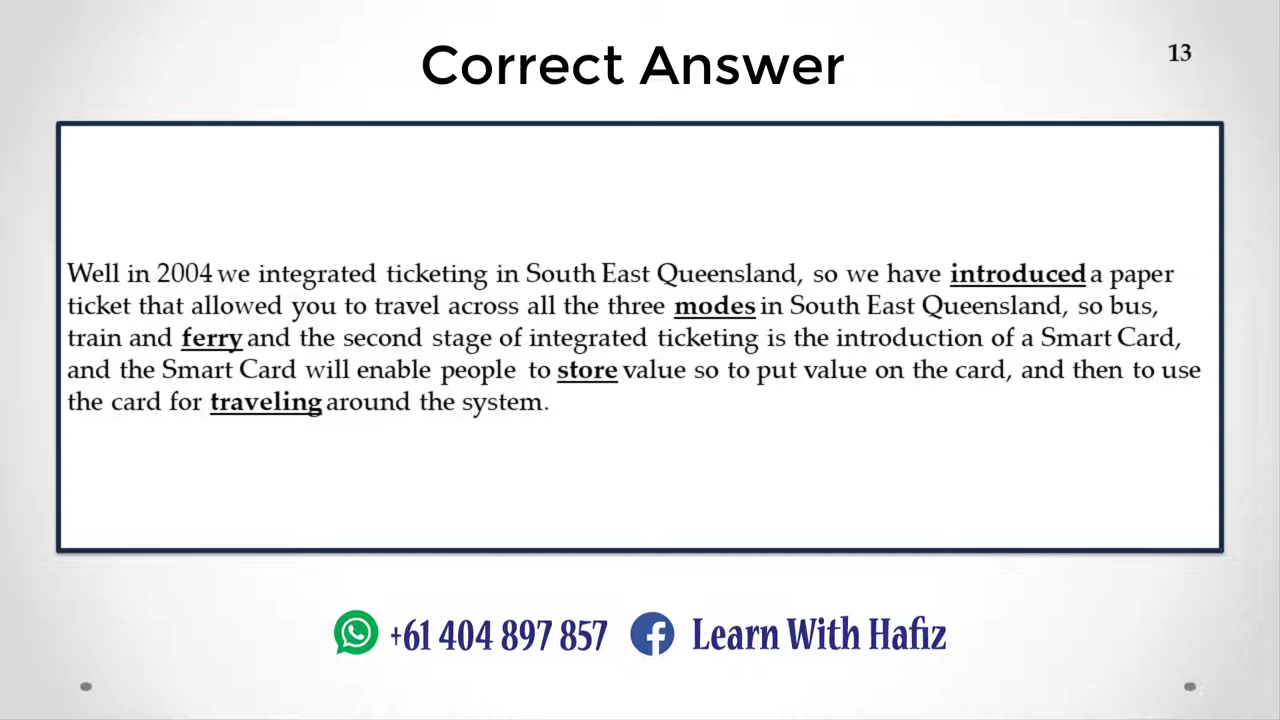 Correct Answer
13
Well in 2004 we integrated ticketing in South East Queensland, so we have introduced a paper
ticket that allowed you to travel across all the three modes in South East Queensland, so bus,
train and ferry and the second stage of integrated ticketing is the introduction of a Smart Card,
and the Smart Card will enable people to store value so to put value on the card, and then to use
the card for traveling around the system.
+61 404 897 857 Learn With Hafiz